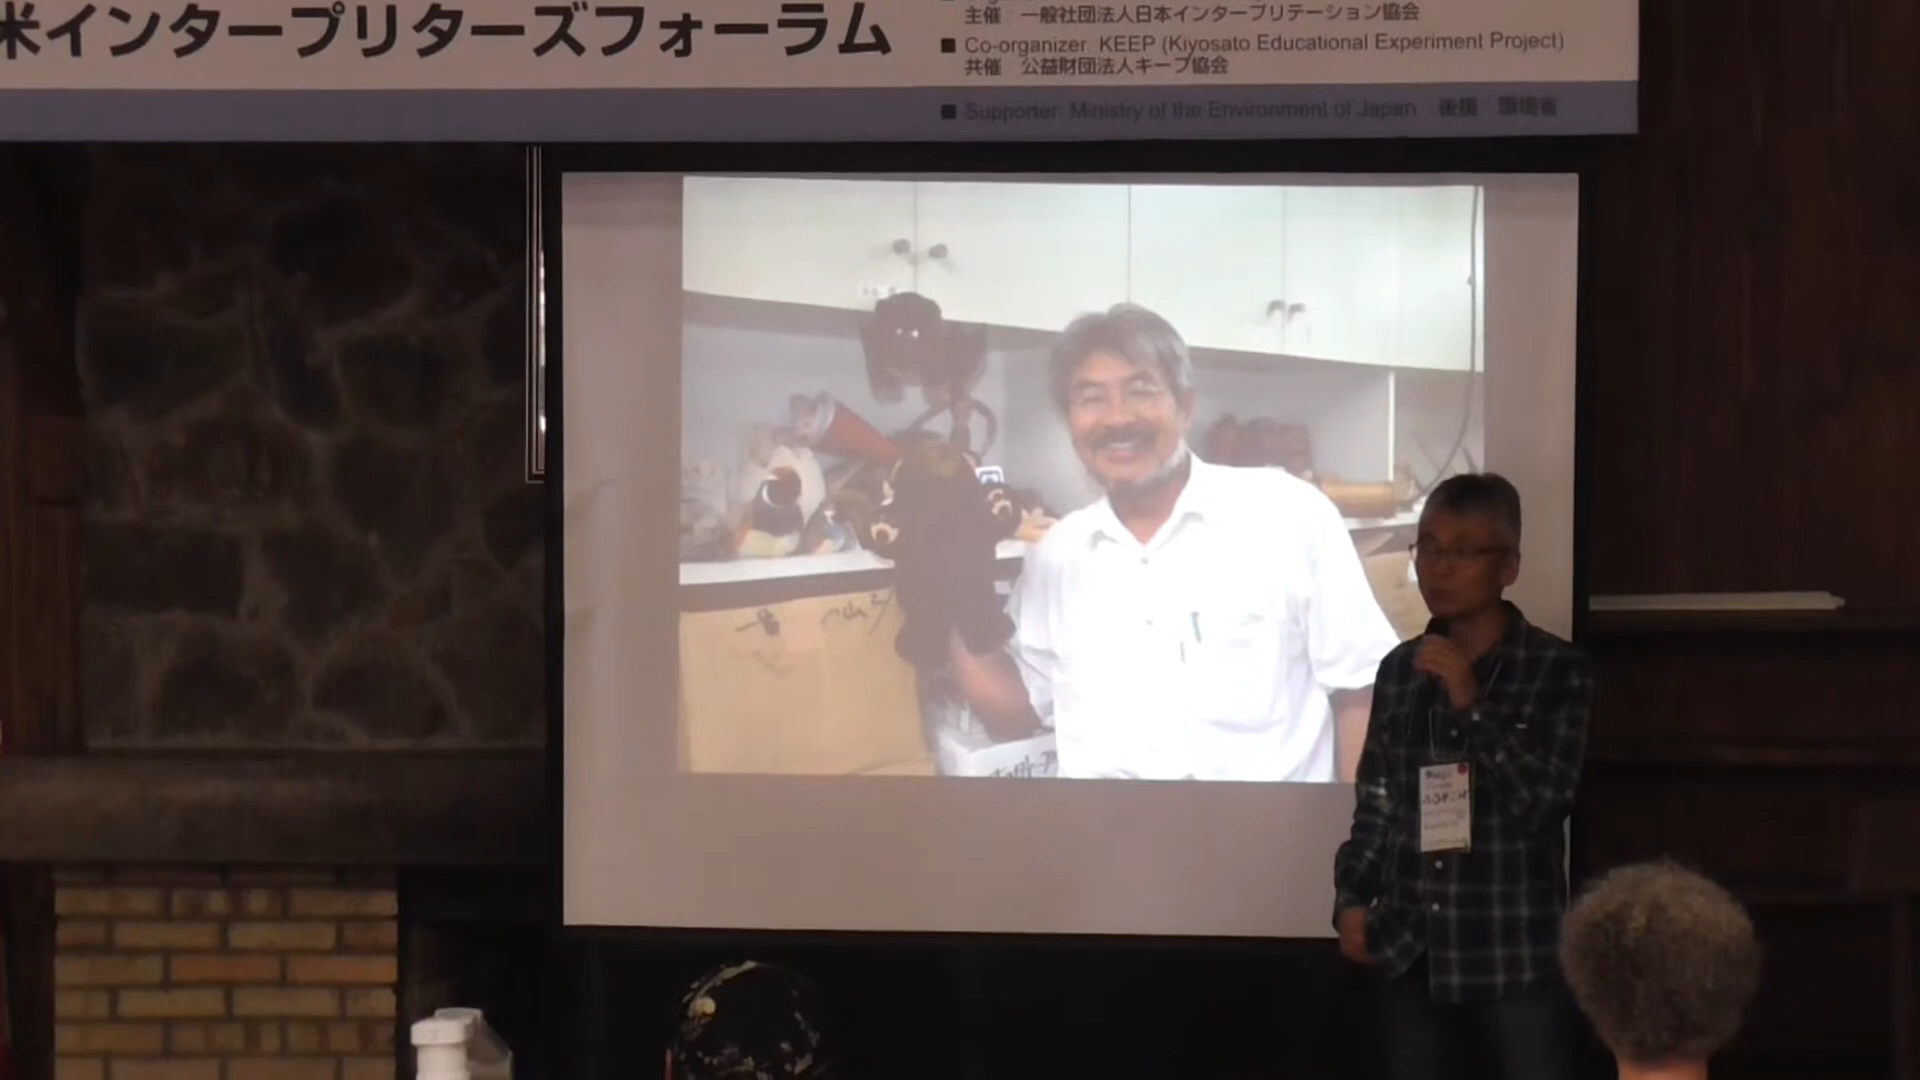 米インタープリターズフォーラム
主催 一般社団法人日本インタープリテーション協会
■ Co-organizer: KEEP (Kiyosato Educational Experiment Project)
共催 公益財団法人キープ協会
■ Supporter: Ministry of the Environment of Japan 後援 環境省